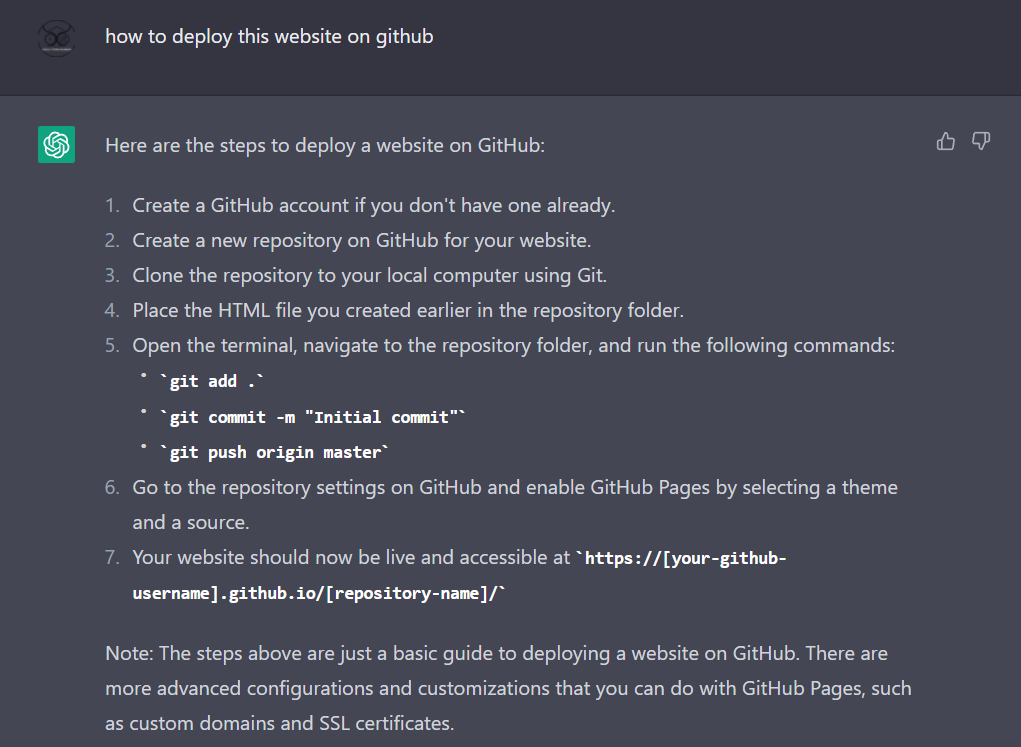 how to deploy this website on github
Here are the steps to deploy a website on GitHub:
1. Create a GitHub account if you don't have one already.
2. Create a new repository on GitHub for your website.
3. Clone the repository to your local computer using Git.
4. Place the HTML file you created earlier in the repository folder.
5. Open the terminal, navigate to the repository folder, and run the following commands:
• `git add .`
• `git commit -m "Initial commit"`
• `git push origin master`
6. Go to the repository settings on GitHub and enable GitHub Pages by selecting a theme
and a source.
7. Your website should now be live and accessible at `https://[your-github-
username].github.io/[repository-name]/`
Note: The steps above are just a basic guide to deploying a website on GitHub. There are
more advanced configurations and customizations that you can do with GitHub Pages, such
as custom domains and SSL certificates.